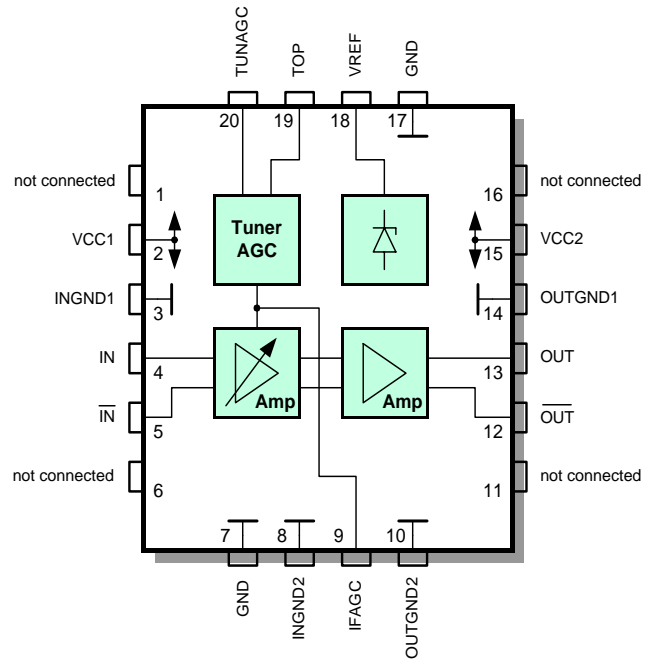 TUNAGC
TOP
VREF
GND
20
19
18
17
not connected
1
16
not connected
Tuner
AGC
VCC1
2
15
VCC2
INGND1
3
14
OUTGND1
IN
4
13
OUT
Amp
Amp
IN
5
12
OUT
not connected
6
11
not connected
7
8
9
10
GND
INGND2
IFAGC
OUTGND2